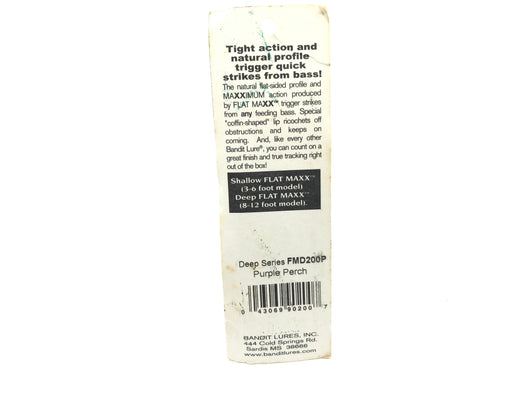 Tight action and
natural profile
trigger quick
strikes from bass!
The natural flat-sided profile and
MAXXIMUM action produced
by FLAT MAXX™ trigger strikes
from any feeding bass. Special
"coffin-shaped" lip ricochets off
obstructions and keeps on
coming. And, like every other
Bandit Lure®, you can count on a
great finish and true tracking right
out of the box!
Shallow FLAT MAXX™
(3-6 foot model)
Deep FLAT MAXX™
(8-12 foot model).
Deep Series FMD200P
Purple Perch
0 43069 90200 7
BANDIT LURES, INC.
444 Cold Springs Rd.
Sardis MS 38666
www.banditlures.com